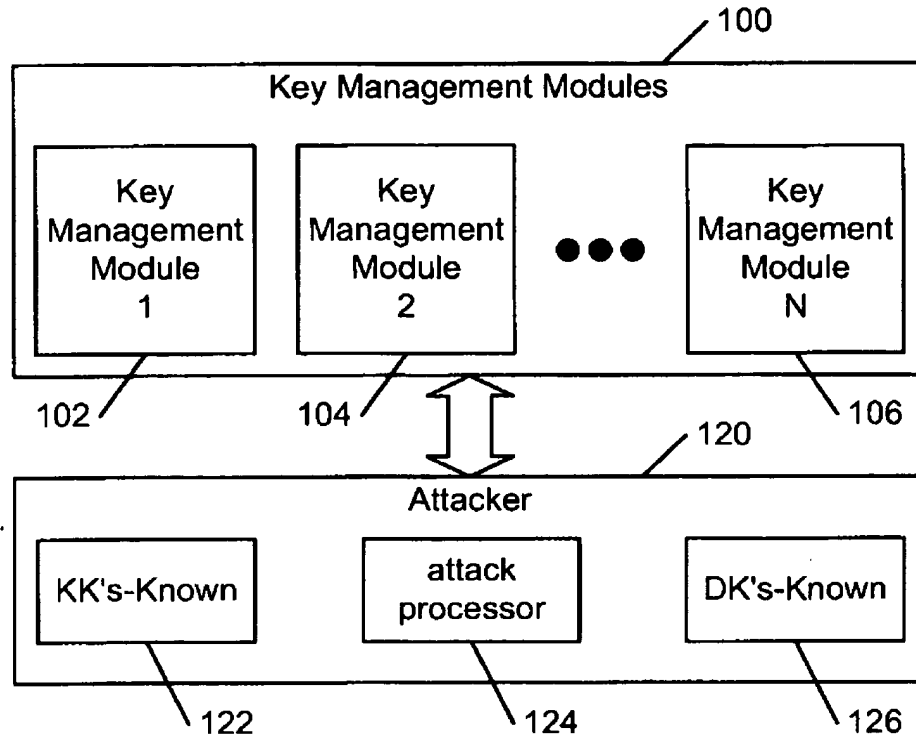 100
Key Management Modules
Key
Management
Module
1
Key
Management
Module
2
Key
Management
Module
N
102
104
106
120
Attacker
KK's-Known
attack
processor
DK's-Known
122
124
126